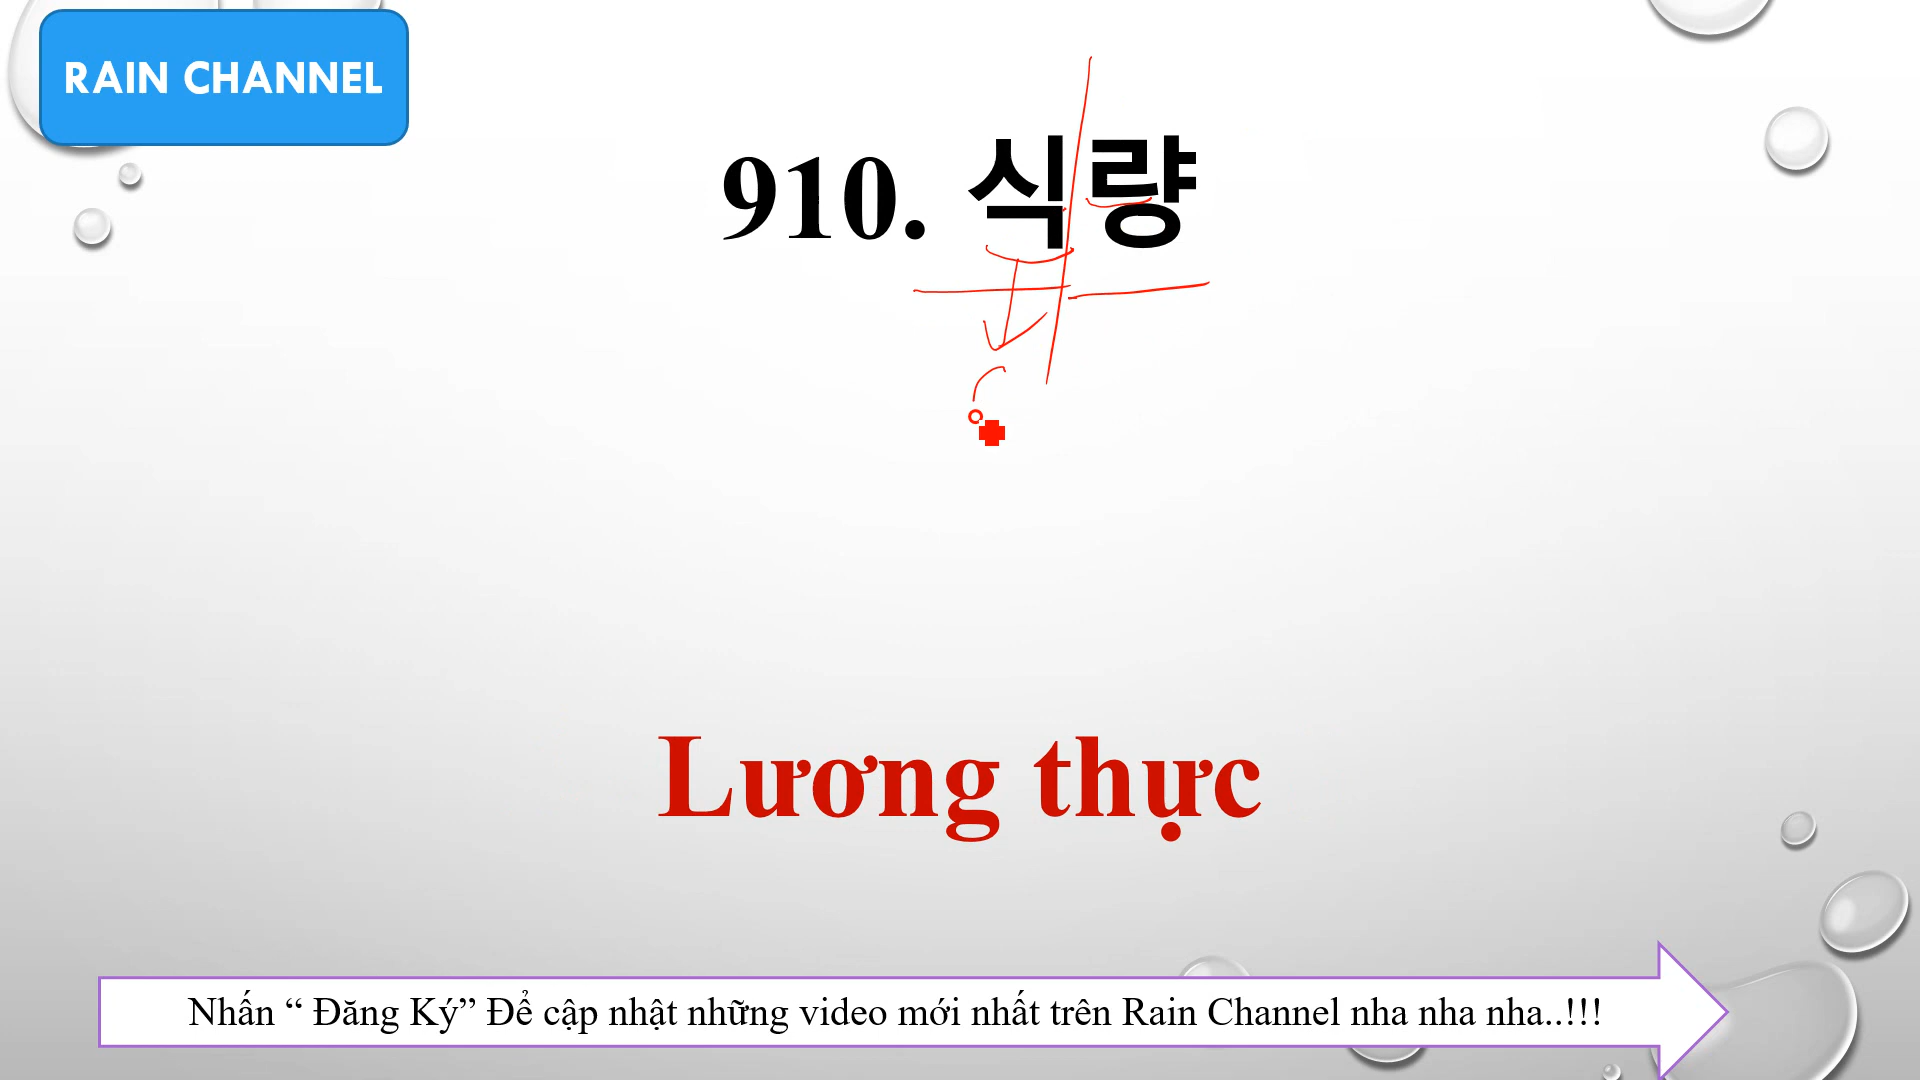 RAIN CHANNEL
910. 식량
Lương thực
Nhấn “ Đăng Ký” Để cập nhật những video mới nhất trên Rain Channel nha nha nha..!!!